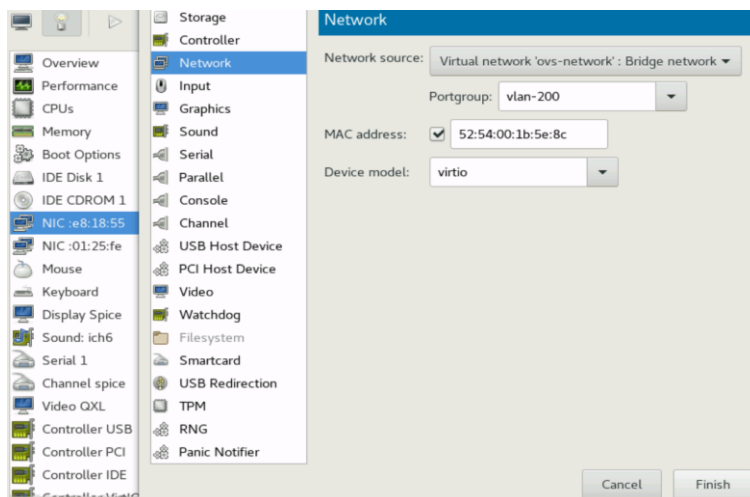 Overview
Performance
CPUs
Memory
Boot Options
IDE Disk 1
IDE CDROM 1
NIC :e8:18:55
NIC :01:25:fe
Mouse
Keyboard
Display Spice
Sound: ich6
Serial 1
Channel spice
Video QXL
Controller USB
Controller PCI
Controller IDE
Storage
Controller
Network
Input
Graphics
Sound
Serial
Parallel
Console
Channel
USB Host Device
PCI Host Device
Video
Watchdog
Filesystem
Smartcard
USB Redirection
TPM
RNG
Panic Notifier
Network
Network source: Virtual network 'ovs-network' : Bridge network
Portgroup: vlan-200
MAC address: 52:54:00:1b:5e:8c
Device model: virtio
Cancel Finish